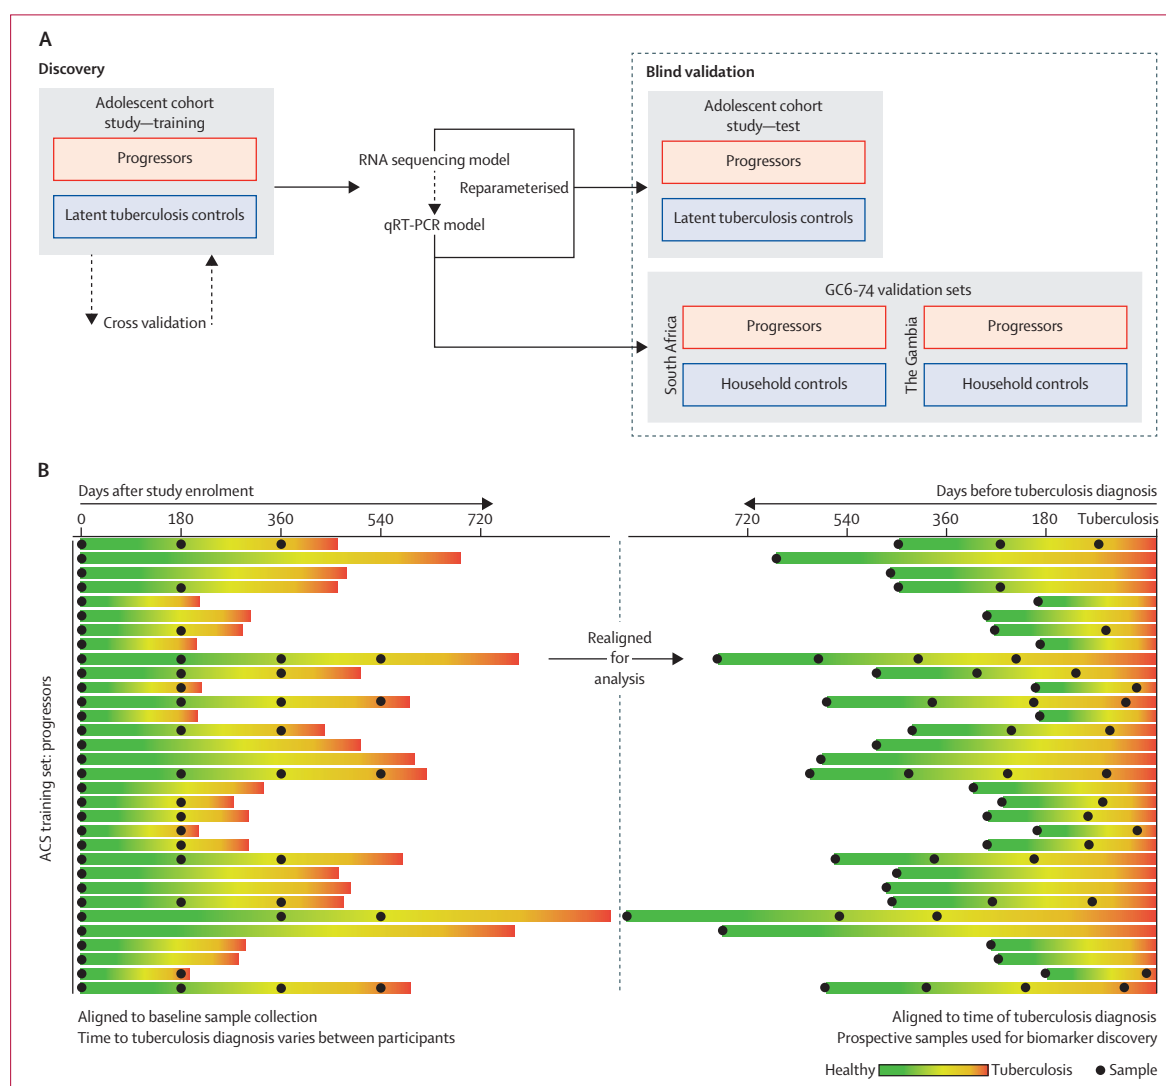 A
Discovery
Adolescent cohort
study—training
Progressors
Latent tuberculosis controls
Cross validation
RNA sequencing model
Reparameterised
qRT-PCR model
Blind validation
Adolescent cohort
study—test
Progressors
Latent tuberculosis controls
GC6-74 validation sets
South Africa
Progressors
Household controls
The Gambia
Progressors
Household controls
B
Days after study enrolment
0 180 360 540 720
Days before tuberculosis diagnosis
720 540 360 180 Tuberculosis
ACS training set: progressors
Realigned
for
analysis
Aligned to baseline sample collection
Time to tuberculosis diagnosis varies between participants
Aligned to time of tuberculosis diagnosis
Prospective samples used for biomarker discovery
Healthy Tuberculosis Sample